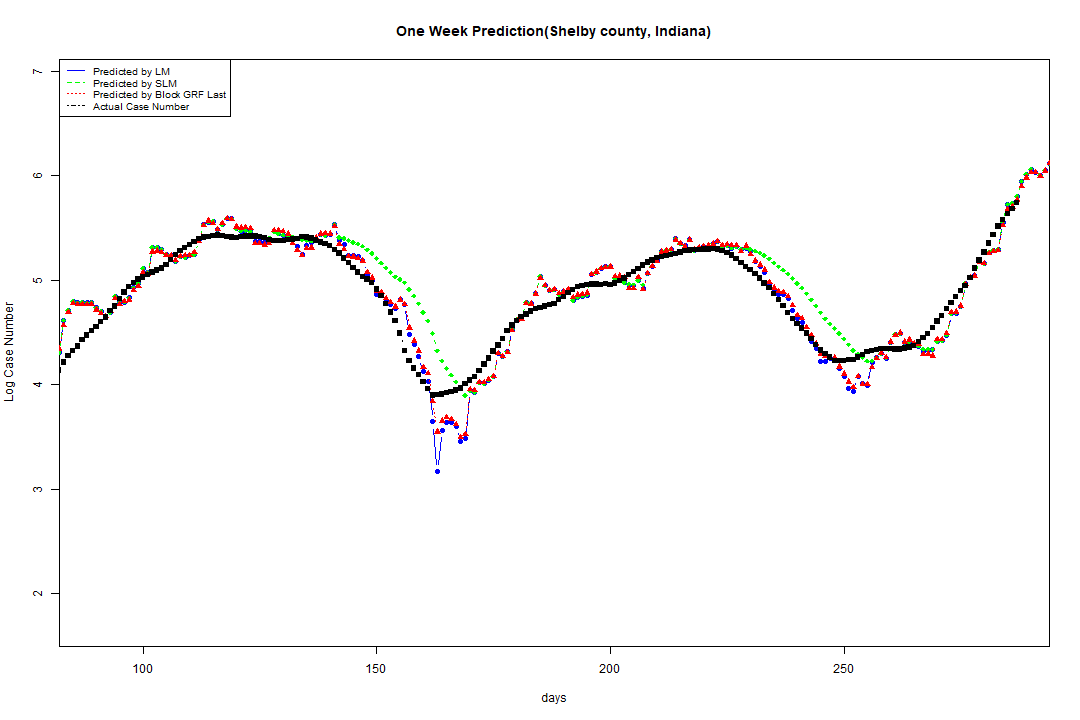 One Week Prediction(Shelby county, Indiana)
Predicted by LM
Predicted by SLM
Predicted by Block GRF Last
Actual Case Number
7
6
5
4
3
2
Log Case Number
100 150 200 250
days